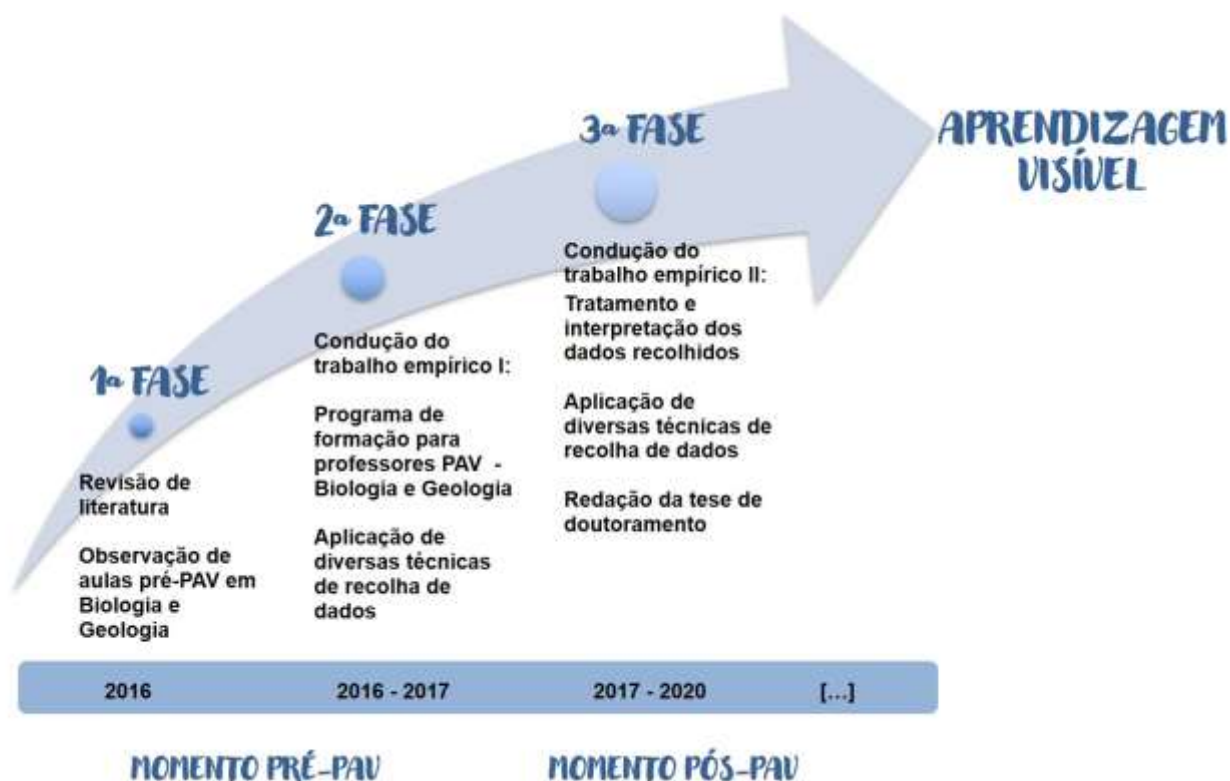 APRENDIZAGEM
VISÍVEL
3ª FASE
Condução do
trabalho empírico II:
Tratamento e
interpretação dos
dados recolhidos
Aplicação de
diversas técnicas de
recolha de dados
Redação da tese de
doutoramento
2ª FASE
Condução do
trabalho empírico I:
Programa de
formação para
professores PAV -
Biologia e Geologia
Aplicação de
diversas técnicas
de recolha de
dados
1ª FASE
Revisão de
literatura
Observação de
aulas pré-PAV em
Biologia e
Geologia
2016
2016 - 2017
2017 - 2020
[...]
MOMENTO PRÉ-PAV
MOMENTO PÓS-PAV